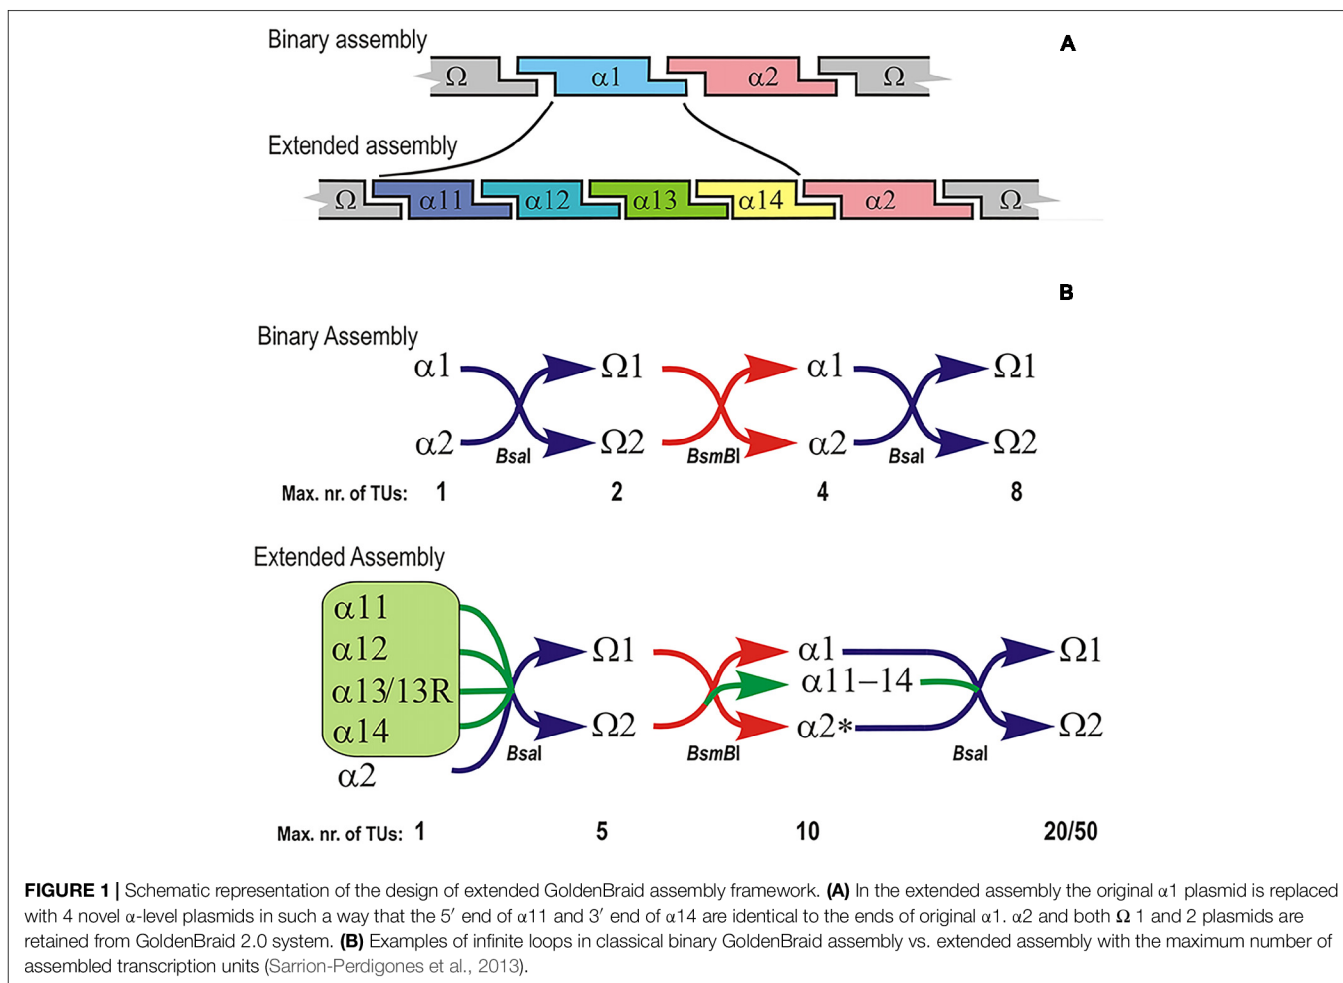 Binary assembly
A
Ω α1 α2 Ω
Extended assembly
Ω α11 α12 α13 α14 α2 Ω
B
Binary Assembly
α1 Ω1 α1 Ω1
α2 Ω2 α2 Ω2
BsaI BsmBI BsaI
Max. nr. of TUs: 1 2 4 8
Extended Assembly
α11
α12 Ω1 α1 Ω1
α13/13R α11–14
α14 Ω2 α2* Ω2
BsaI BsmBI BsaI
α2
Max. nr. of TUs: 1 5 10 20/50
FIGURE 1 | Schematic representation of the design of extended GoldenBraid assembly framework. (A) In the extended assembly the original α1 plasmid is replaced
with 4 novel α-level plasmids in such a way that the 5′ end of α11 and 3′ end of α14 are identical to the ends of original α1. α2 and both Ω 1 and 2 plasmids are
retained from GoldenBraid 2.0 system. (B) Examples of infinite loops in classical binary GoldenBraid assembly vs. extended assembly with the maximum number of
assembled transcription units (Sarrion-Perdigones et al., 2013).